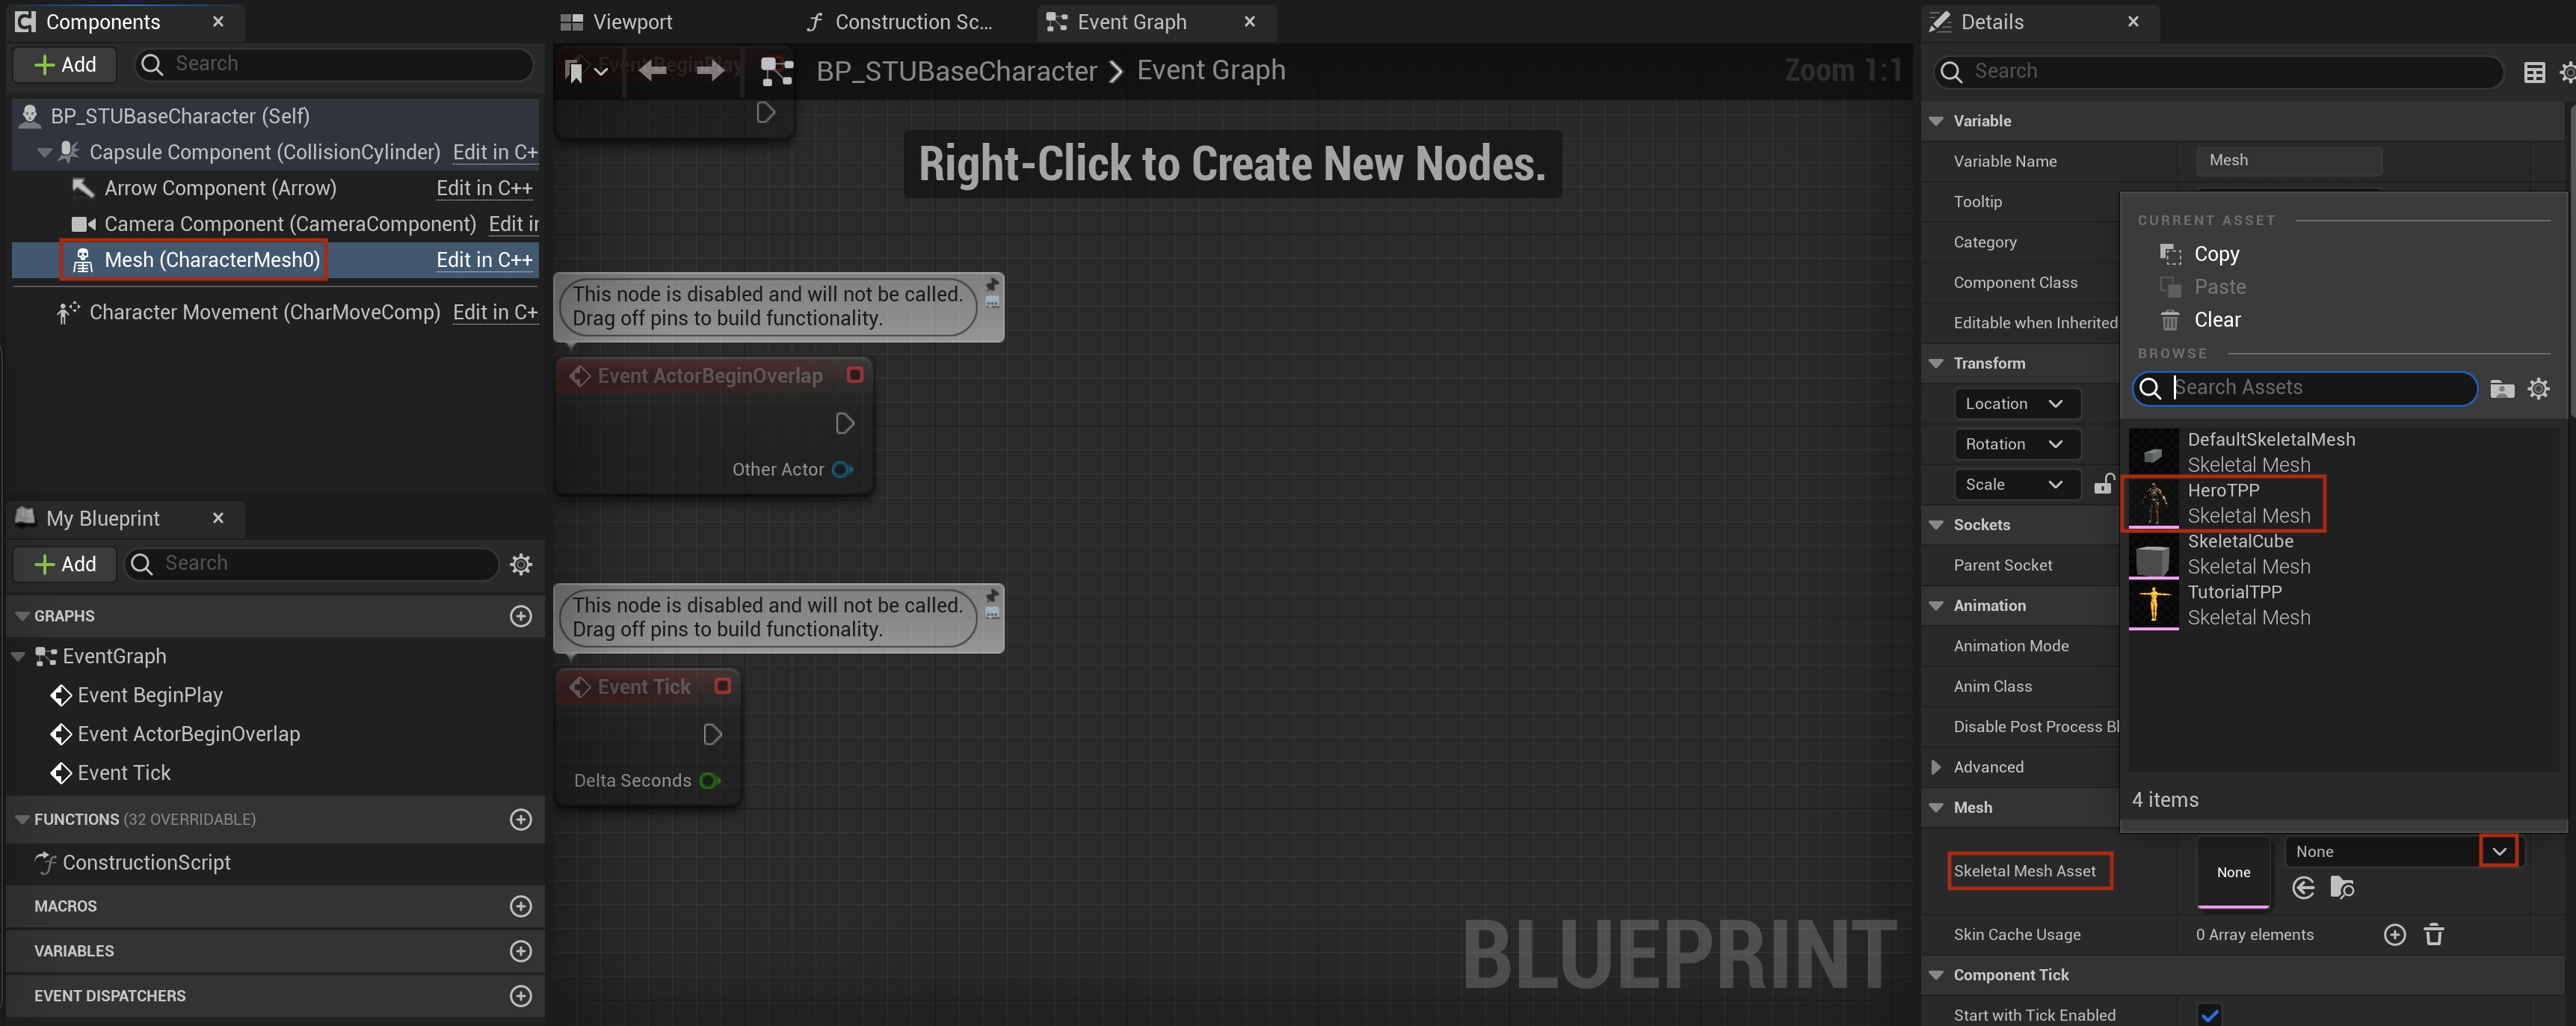 Components
Add
Search
BP_STUBaseCharacter (Self)
Capsule Component (CollisionCylinder) Edit in C+
Arrow Component (Arrow) Edit in C++
Camera Component (CameraComponent) Edit ir
Mesh (CharacterMesh0) Edit in C++
Character Movement (CharMoveComp) Edit in C+
My Blueprint
Add
Search
GRAPHS
EventGraph
Event BeginPlay
Event ActorBeginOverlap
Event Tick
FUNCTIONS (32 OVERRIDABLE)
ConstructionScript
MACROS
VARIABLES
EVENT DISPATCHERS
Viewport
Construction Sc...
Event Graph
Event BeginPlay
BP_STUBaseCharacter > Event Graph
Zoom 1:1
Right-Click to Create New Nodes.
This node is disabled and will not be called.
Drag off pins to build functionality.
Event ActorBeginOverlap
Other Actor
This node is disabled and will not be called.
Drag off pins to build functionality.
Event Tick
Delta Seconds
BLUEPRINT
Details
Search
Variable
Variable Name Mesh
Tooltip
Category
Component Class
Editable when Inherited
Transform
Location
Rotation
Scale
Sockets
Parent Socket
Animation
Animation Mode
Anim Class
Disable Post Process Bl
Advanced
Mesh
Skeletal Mesh Asset
None
None
Skin Cache Usage 0 Array elements
Component Tick
Start with Tick Enabled
CURRENT ASSET
Copy
Paste
Clear
BROWSE
Search Assets
DefaultSkeletalMesh
Skeletal Mesh
HeroTPP
Skeletal Mesh
SkeletalCube
Skeletal Mesh
TutorialTPP
Skeletal Mesh
4 items